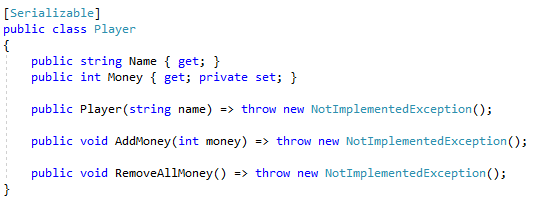 [Serializable]
public class Player
{
    public string Name { get; }
    public int Money { get; private set; }

    public Player(string name) => throw new NotImplementedException();

    public void AddMoney(int money) => throw new NotImplementedException();

    public void RemoveAllMoney() => throw new NotImplementedException();
}